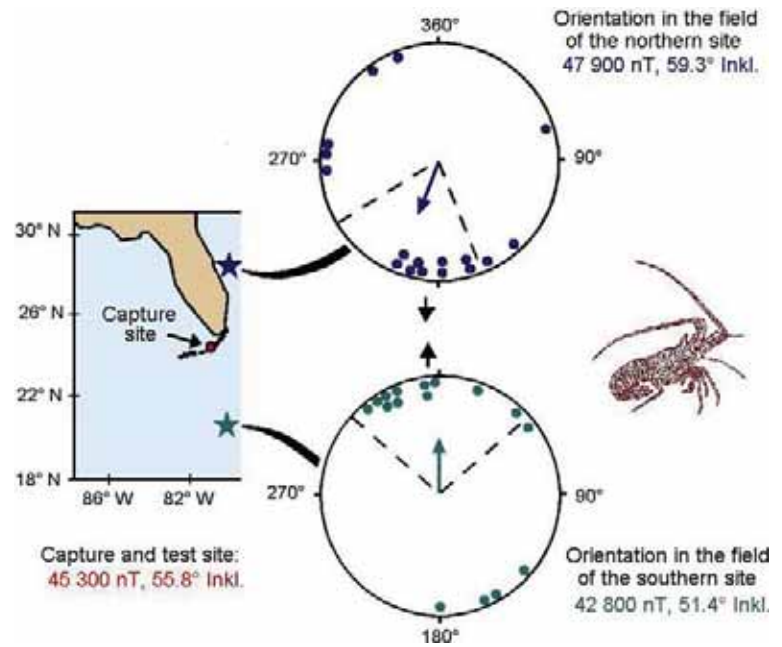 Orientation in the field
of the northern site
47 900 nT, 59.3° Inkl.
360°
270°
90°
30° N
26° N
Capture
site
22° N
18° N
86° W
82° W
270°
90°
180°
Capture and test site:
45 300 nT, 55.8° Inkl.
Orientation in the field
of the southern site
42 800 nT, 51.4° Inkl.